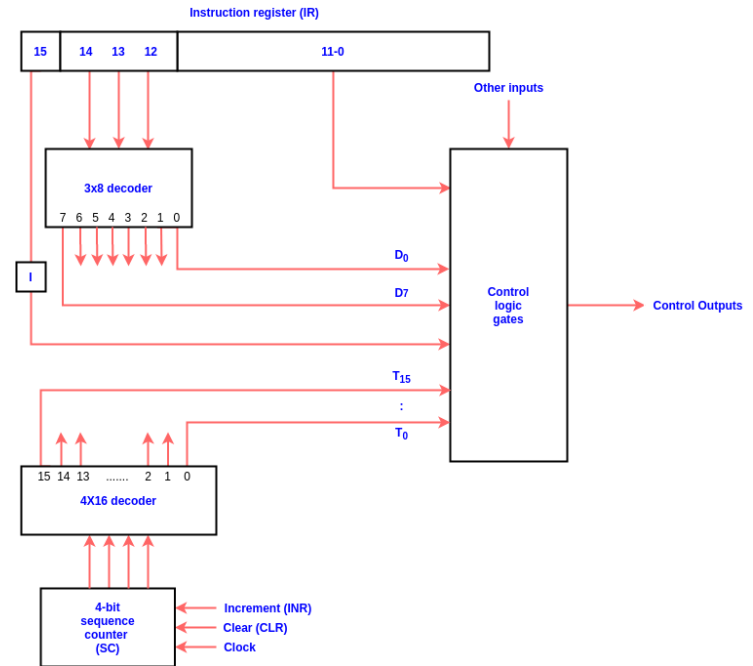 Instruction register (IR)
15 14 13 12 11-0
Other inputs
3x8 decoder
7 6 5 4 3 2 1 0
D0
I
D7
Control
logic
gates
Control Outputs
T15
:
T0
15 14 13 ....... 2 1 0
4X16 decoder
4-bit
sequence
counter
(SC)
Increment (INR)
Clear (CLR)
Clock